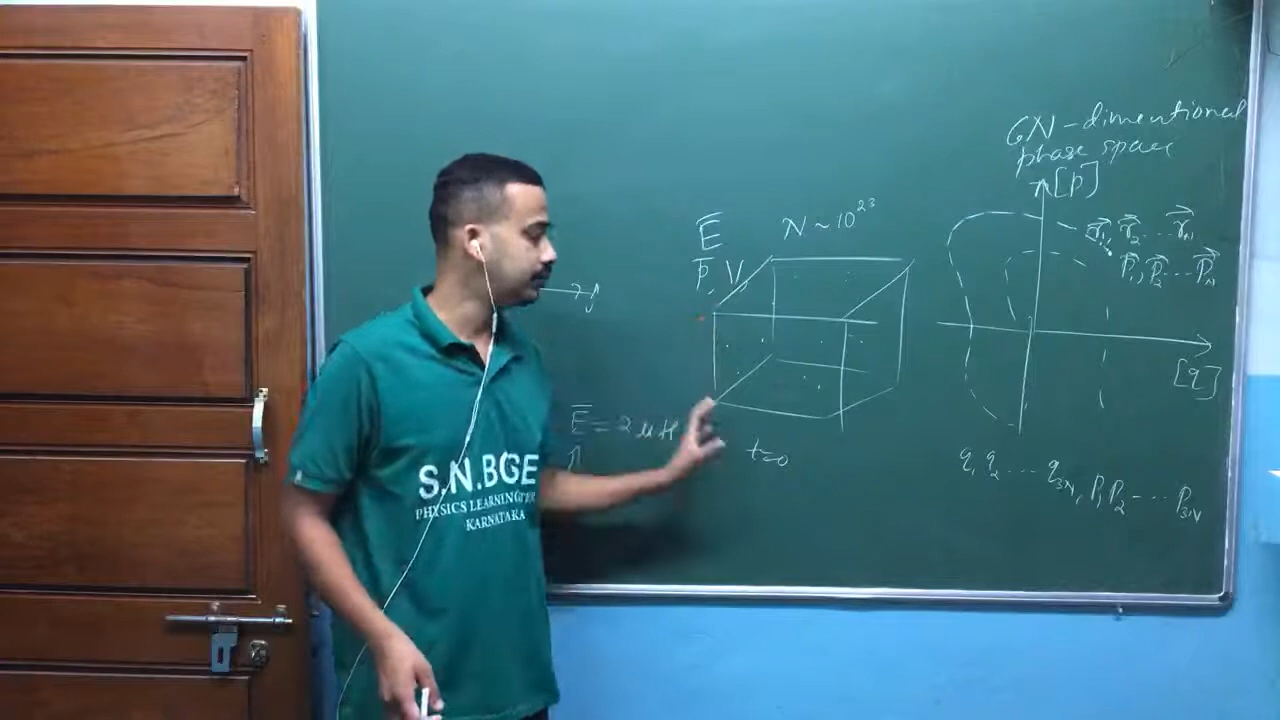 6N-dimentional
phase space
[p]
E̅
N ~ 10²³
p̅, V
r⃗₁, r⃗₂ .... r⃗N
p⃗₁, p⃗₂ .... p⃗N
[q]
E̅ =
t=0
q₁ q₂ .... q₃N, p₁ p₂ -... p₃N
S.N.BOSE
PHYSICS LEARNING
KARNATAKA